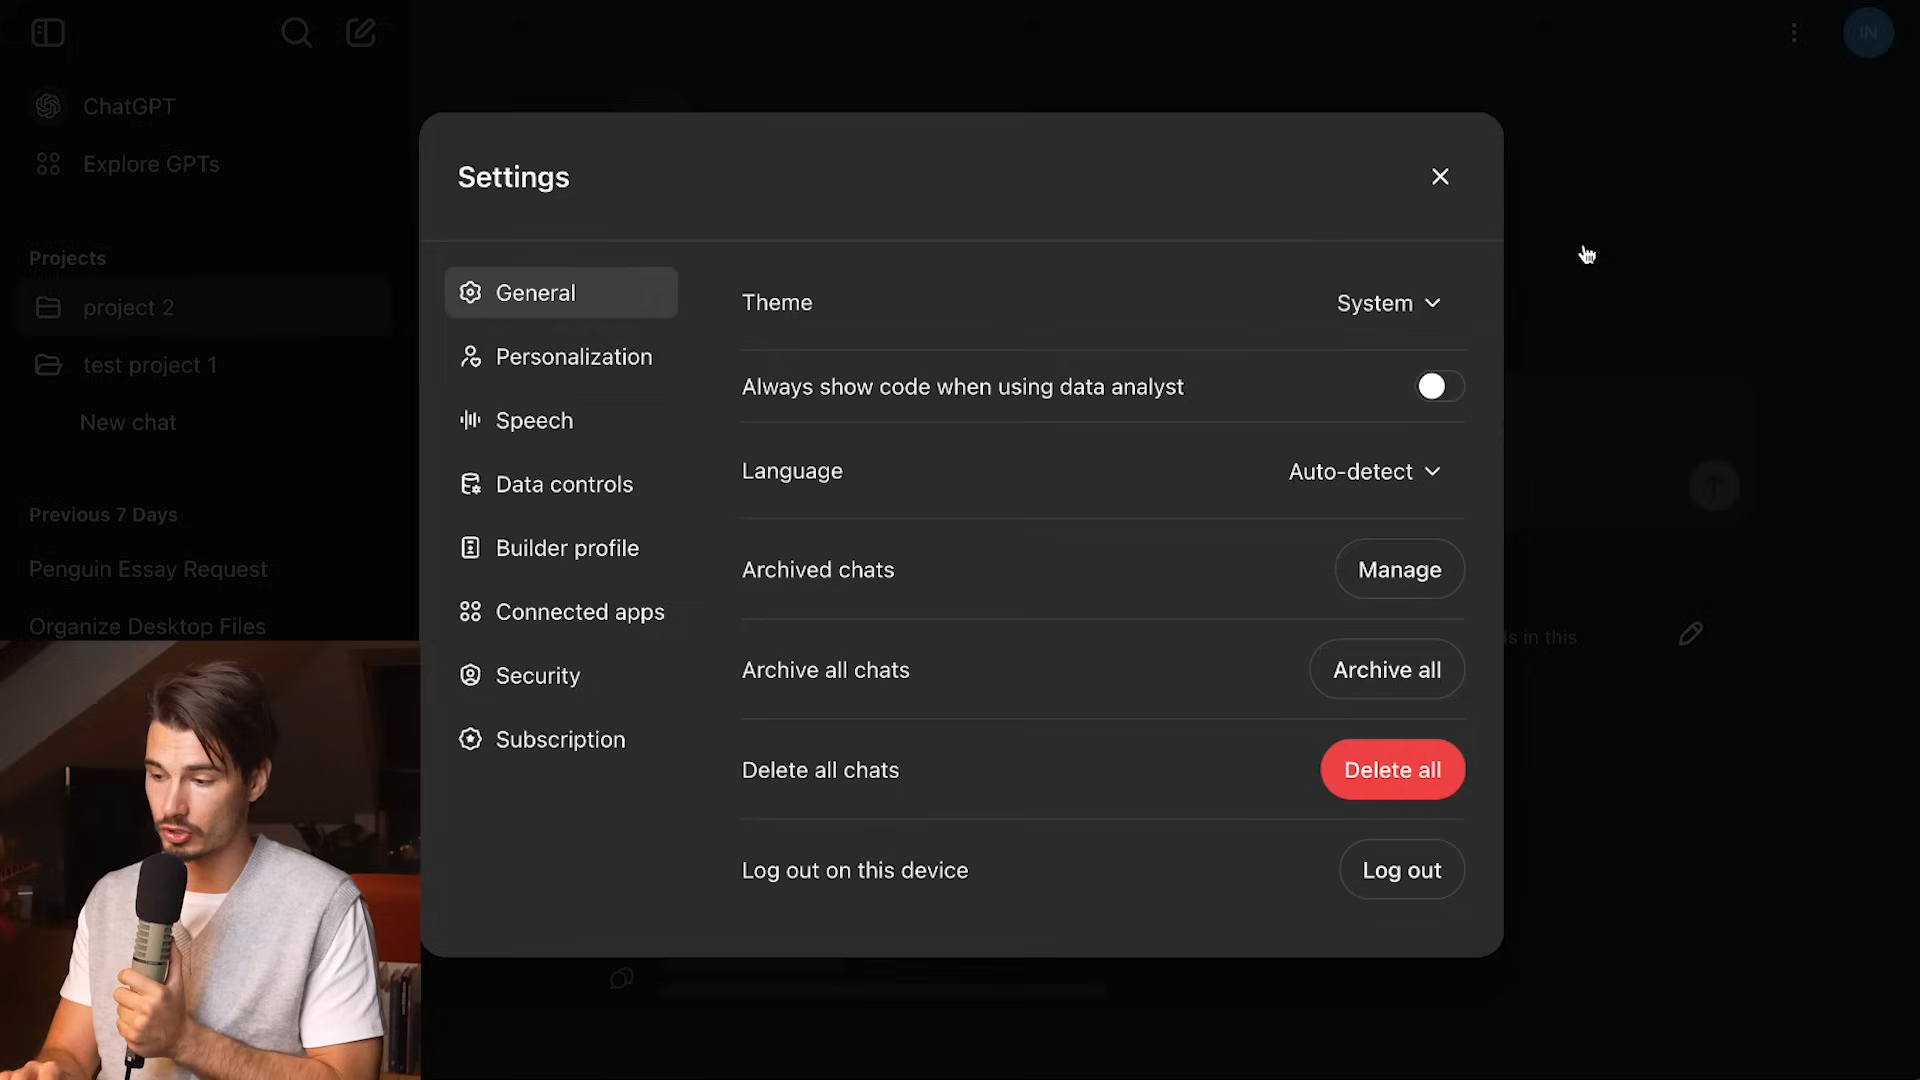 IN
ChatGPT
Explore GPTs
Projects
project 2
test project 1
New chat
Previous 7 Days
Penguin Essay Request
Organize Desktop Files
Settings
General
Personalization
Speech
Data controls
Builder profile
Connected apps
Security
Subscription
Theme
System
Always show code when using data analyst
Language
Auto-detect
Archived chats
Manage
Archive all chats
Archive all
Delete all chats
Delete all
Log out on this device
Log out
in this